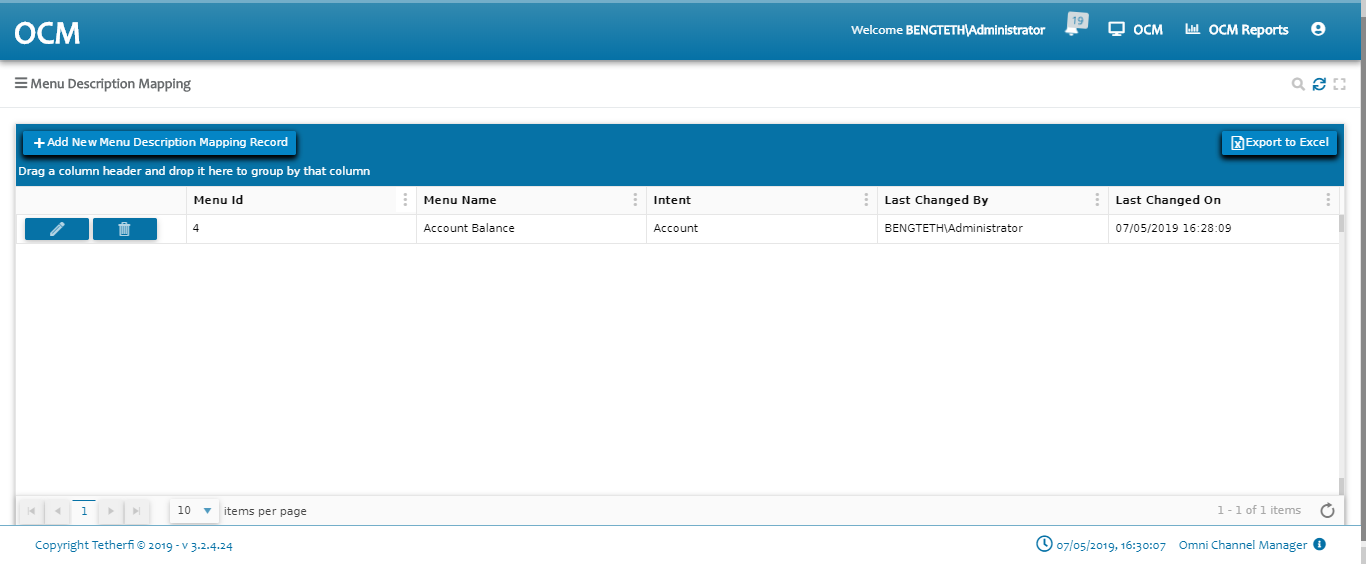 OCM
Welcome BENGTETH\Administrator
19
OCM
OCM Reports
Menu Description Mapping
Add New Menu Description Mapping Record
Export to Excel
Drag a column header and drop it here to group by that column
Menu Id Menu Name Intent Last Changed By Last Changed On
4 Account Balance Account BENGTETH\Administrator 07/05/2019 16:28:09
1 10 items per page 1 - 1 of 1 items
Copyright Tetherfi © 2019 - v 3.2.4.24
07/05/2019, 16:30:07 Omni Channel Manager